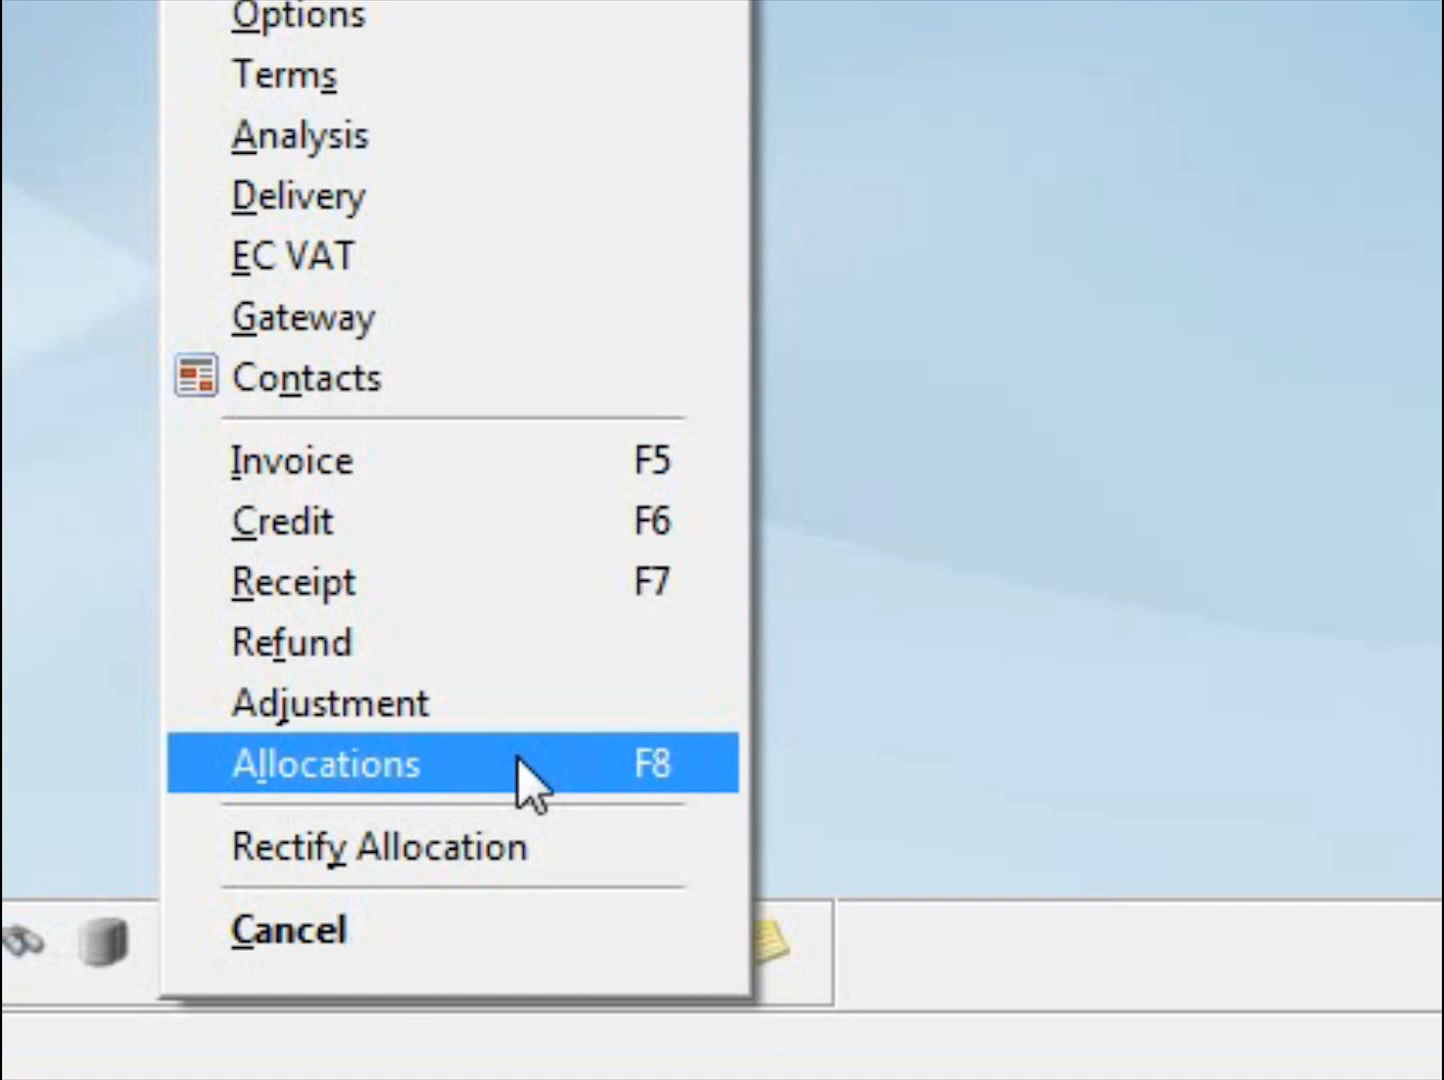 Options
Terms
Analysis
Delivery
EC VAT
Gateway
Contacts
Invoice F5
Credit F6
Receipt F7
Refund
Adjustment
Allocations F8
Rectify Allocation
Cancel